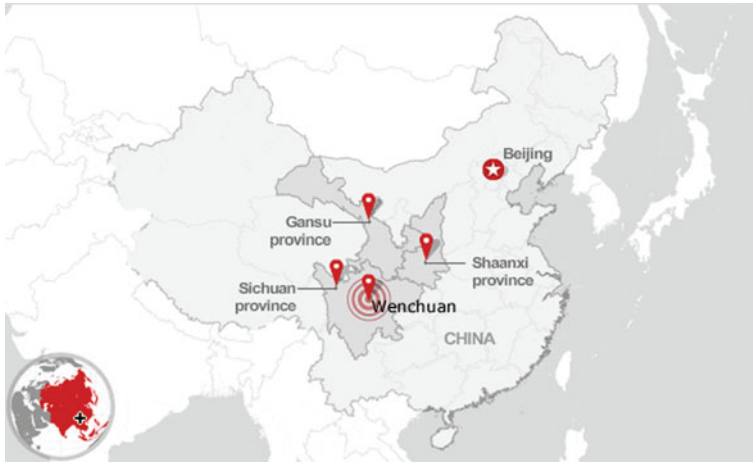 Beijing
Gansu
province
Shaanxi
province
Sichuan
province
Wenchuan
CHINA